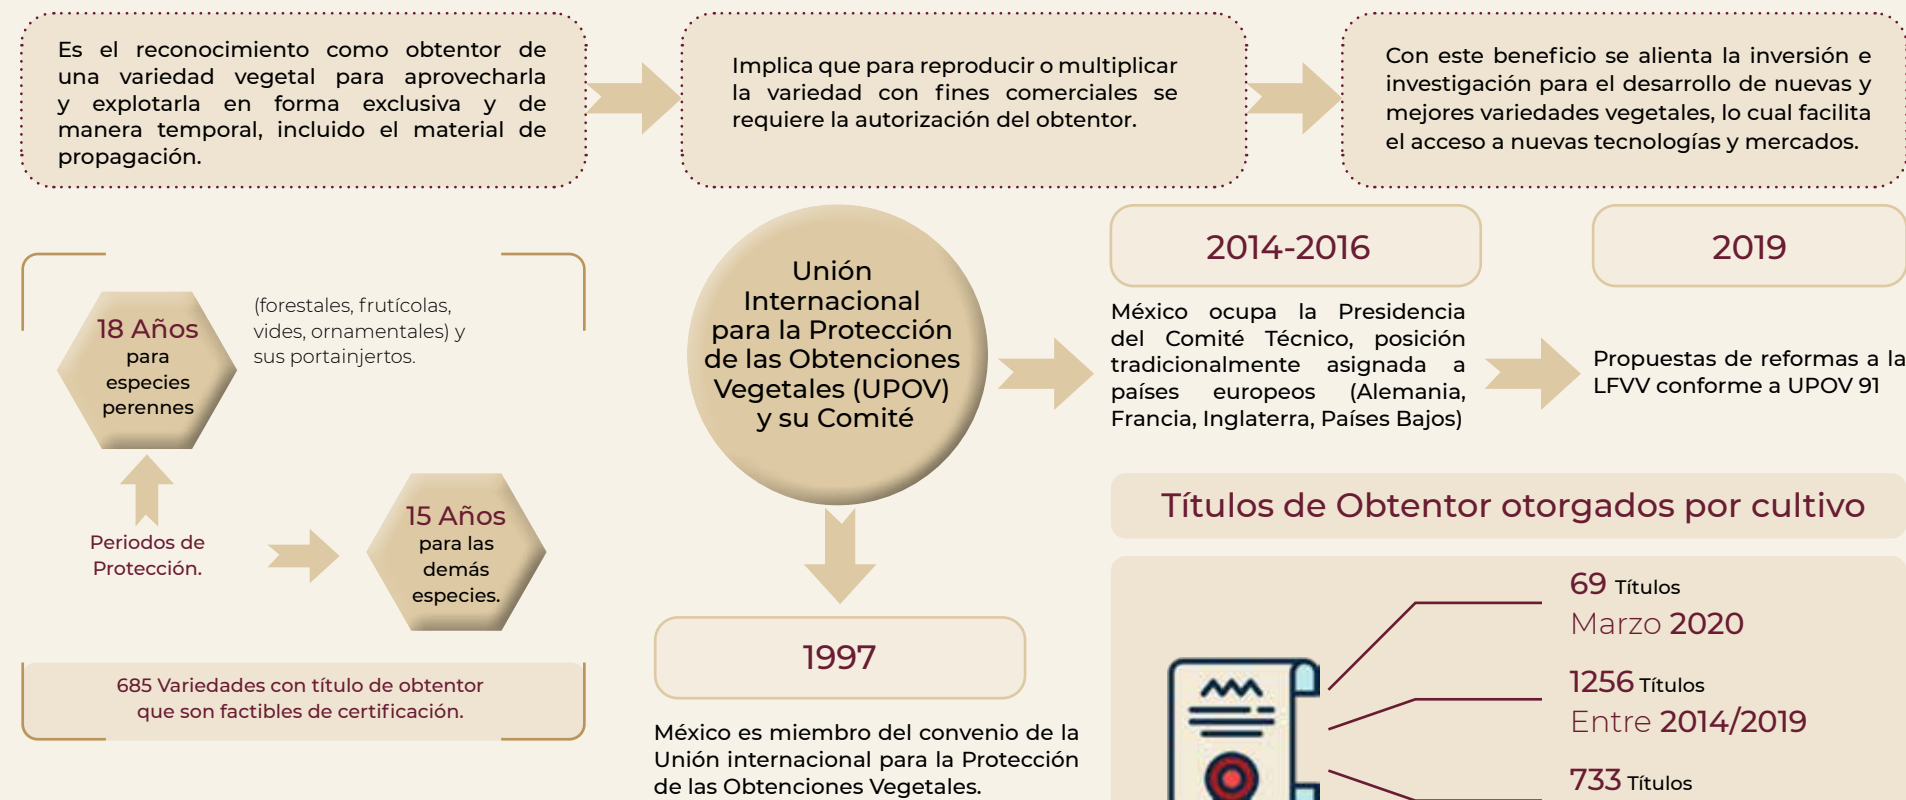 Es el reconocimiento como obtentor de
una variedad vegetal para aprovecharla
y explotarla en forma exclusiva y de
manera temporal, incluido el material de
propagación.
Implica que para reproducir o multiplicar
la variedad con fines comerciales se
requiere la autorización del obtentor.
Con este beneficio se alienta la inversión e
investigación para el desarrollo de nuevas y
mejores variedades vegetales, lo cual facilita
el acceso a nuevas tecnologías y mercados.
18 Años
para
especies
perennes
(forestales, frutícolas,
vides, ornamentales) y
sus portainjertos.
Periodos de
Protección.
15 Años
para las
demás
especies.
685 Variedades con título de obtentor
que son factibles de certificación.
Unión
Internacional
para la Protección
de las Obtenciones
Vegetales (UPOV)
y su Comité
1997
México es miembro del convenio de la
Unión internacional para la Protección
de las Obtenciones Vegetales.
2014-2016
México ocupa la Presidencia
del Comité Técnico, posición
tradicionalmente asignada a
países europeos (Alemania,
Francia, Inglaterra, Países Bajos)
2019
Propuestas de reformas a la
LFVV conforme a UPOV 91
Títulos de Obtentor otorgados por cultivo
69 Títulos
Marzo 2020
1256 Títulos
Entre 2014/2019
733 Títulos